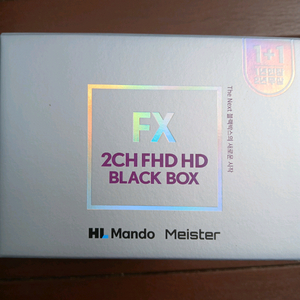 1+1
FX
2CH FHD HD
BLACK BOX
The Next 블랙박스의 새로운 시작
HL Mando Meister